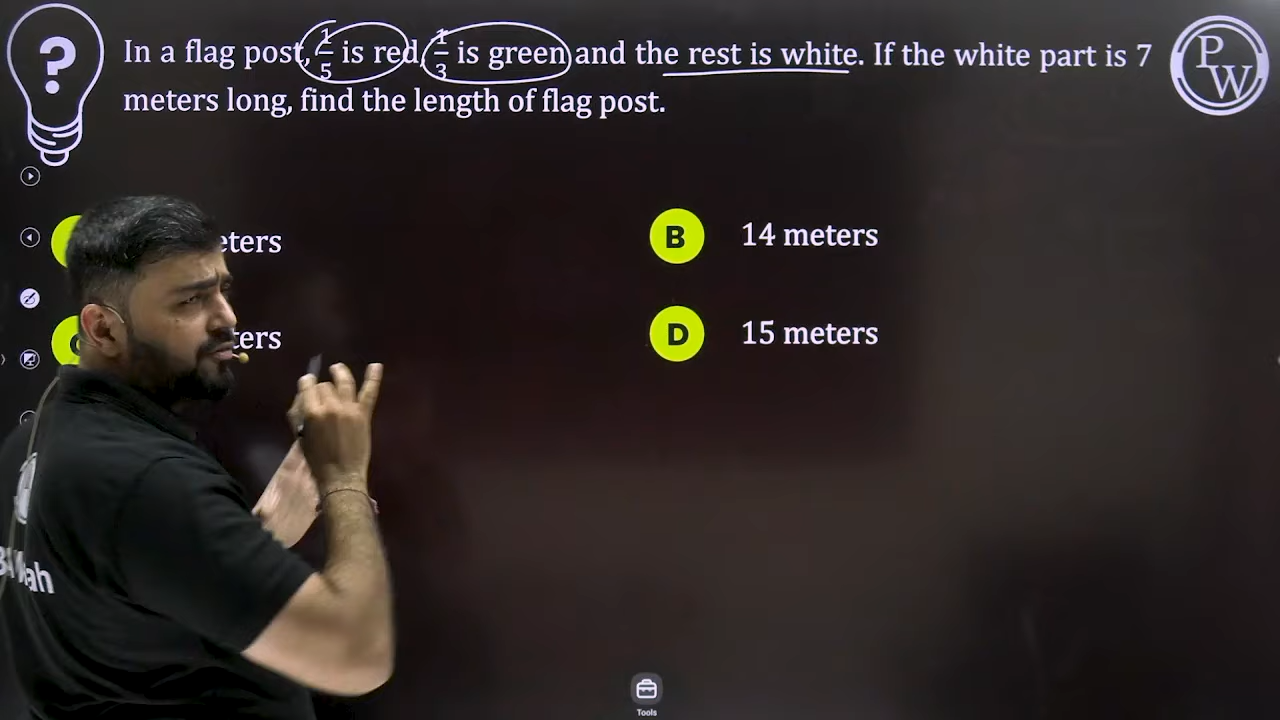 In a flag post, 1/5 is red, 1/3 is green and the rest is white. If the white part is 7
meters long, find the length of flag post.
P
W
B
14 meters
D
15 meters
Tools